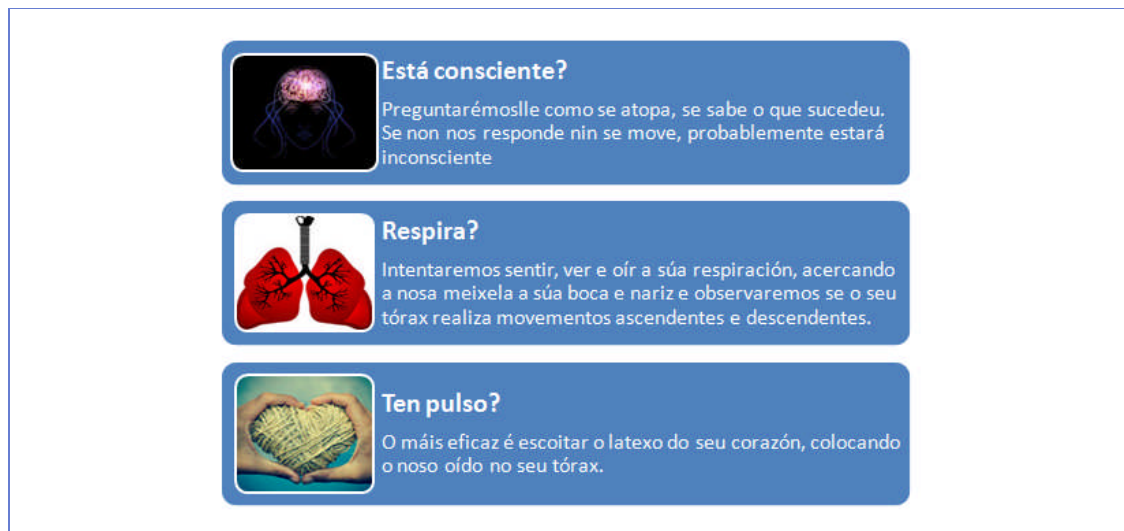 Está consciente?
Preguntarémoslle como se atopa, se sabe o que sucedeu.
Se non nos responde nin se move, probablemente estará
inconsciente
Respira?
Intentaremos sentir, ver e oír a súa respiración, acercando
a nosa meixela a súa boca e nariz e observaremos se o seu
tórax realiza movementos ascendentes e descendentes.
Ten pulso?
O máis eficaz é escoitar o latexo do seu corazón, colocando
o noso oído no seu tórax.